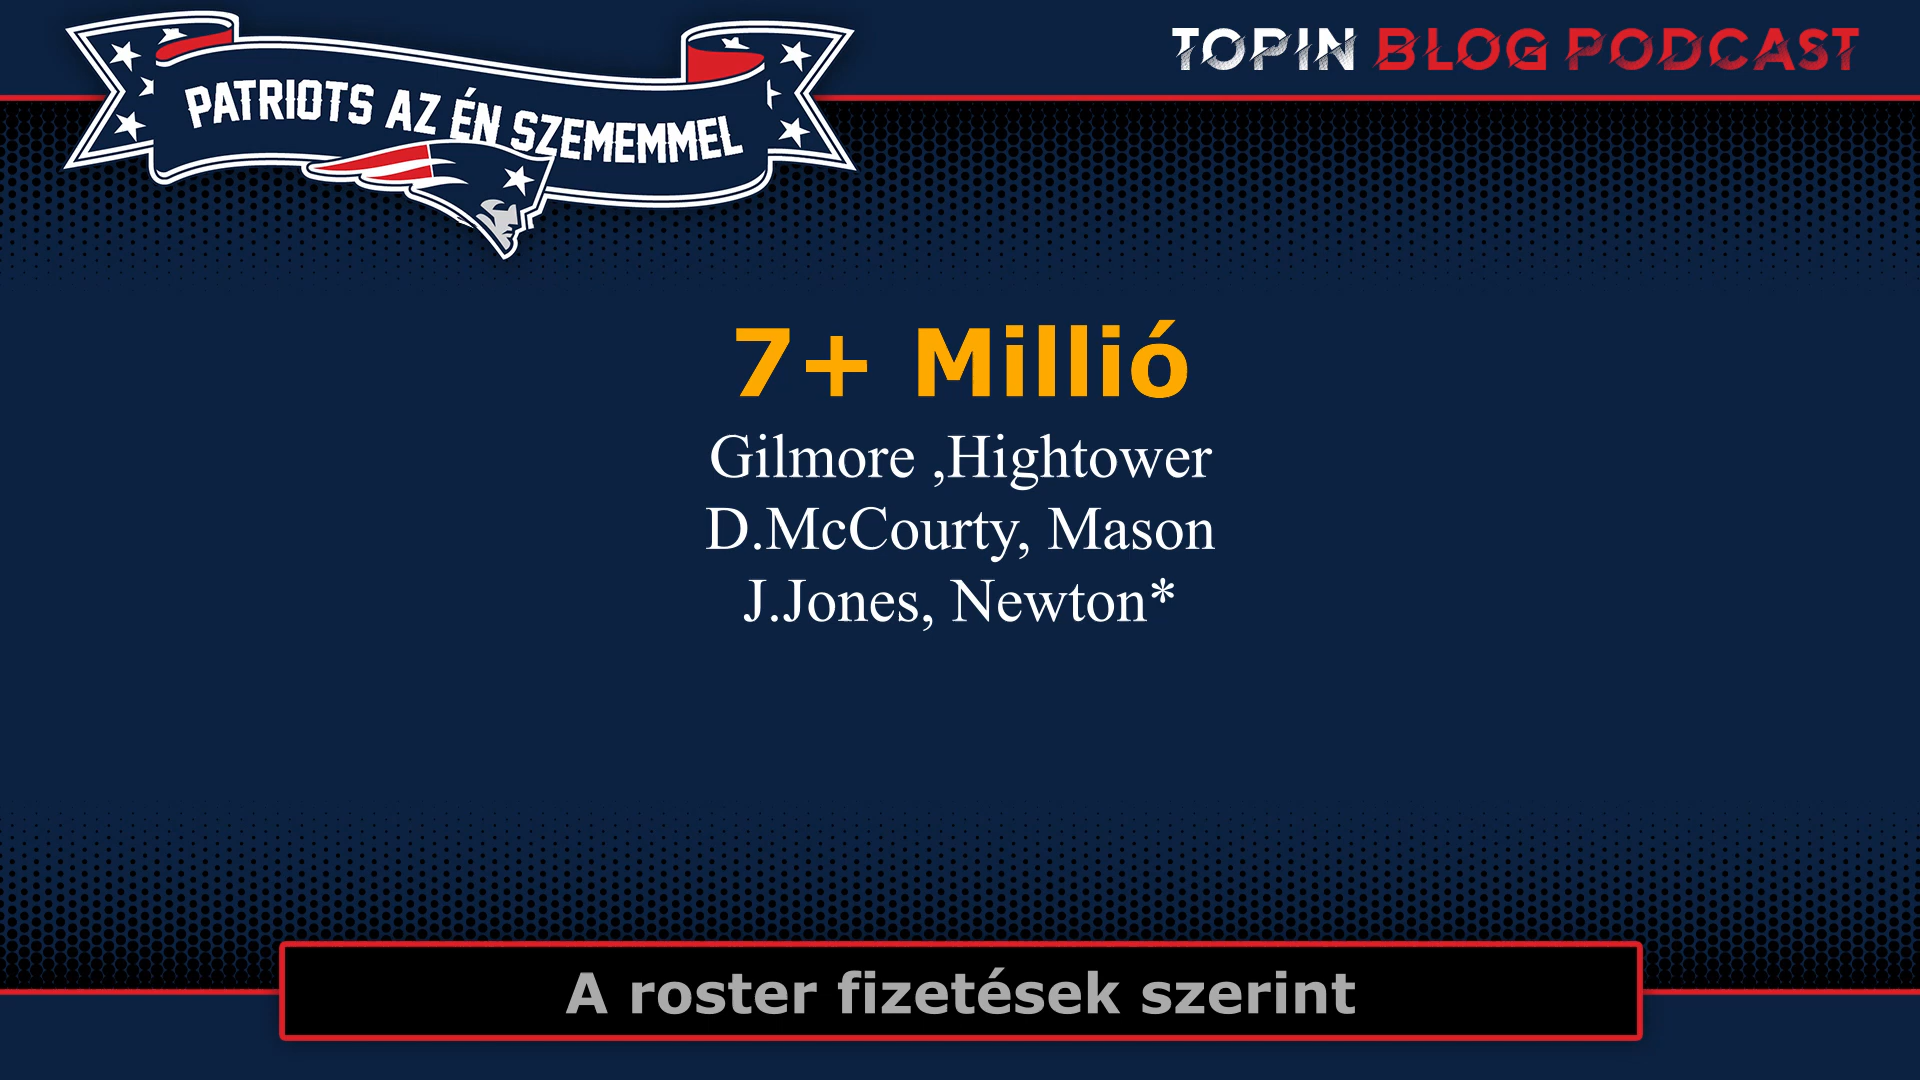 PATRIOTS AZ ÉN SZEMEMMEL
TOPIN BLOG PODCAST
7+ Millió
Gilmore ,Hightower
D.McCourty, Mason
J.Jones, Newton*
A roster fizetések szerint